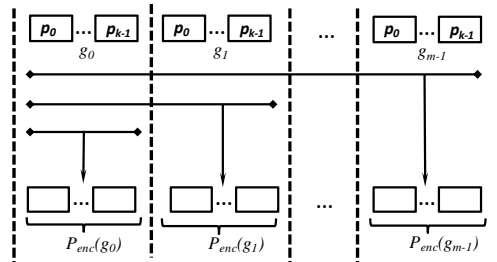 p0 ... pk-1 p0 ... pk-1 ... p0 ... pk-1
g0 g1 gm-1
... ... ... ...
Penc(g0) Penc(g1) Penc(gm-1)